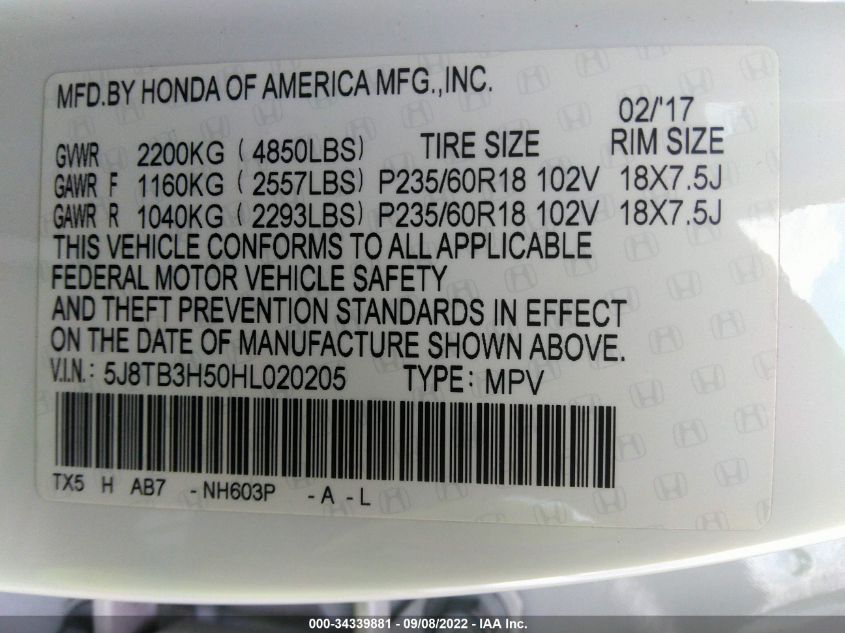 MFD.BY HONDA OF AMERICA MFG.,INC.
02/'17
GVWR 2200KG ( 4850LBS) TIRE SIZE RIM SIZE
GAWR F 1160KG ( 2557LBS) P235/60R18 102V 18X7.5J
GAWR R 1040KG ( 2293LBS) P235/60R18 102V 18X7.5J
THIS VEHICLE CONFORMS TO ALL APPLICABLE
FEDERAL MOTOR VEHICLE SAFETY
AND THEFT PREVENTION STANDARDS IN EFFECT
ON THE DATE OF MANUFACTURE SHOWN ABOVE.
V.I.N.: 5J8TB3H50HL020205 TYPE: MPV
TX5 H AB7 -NH603P -A -L
000-34339881 - 09/08/2022 - IAA Inc.